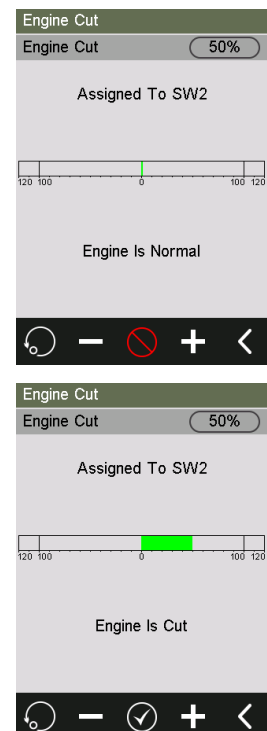 Engine Cut
Engine Cut 50%
Assigned To SW2
120 100 0 100 120
Engine Is Normal
Engine Cut
Engine Cut 50%
Assigned To SW2
120 100 0 100 120
Engine Is Cut